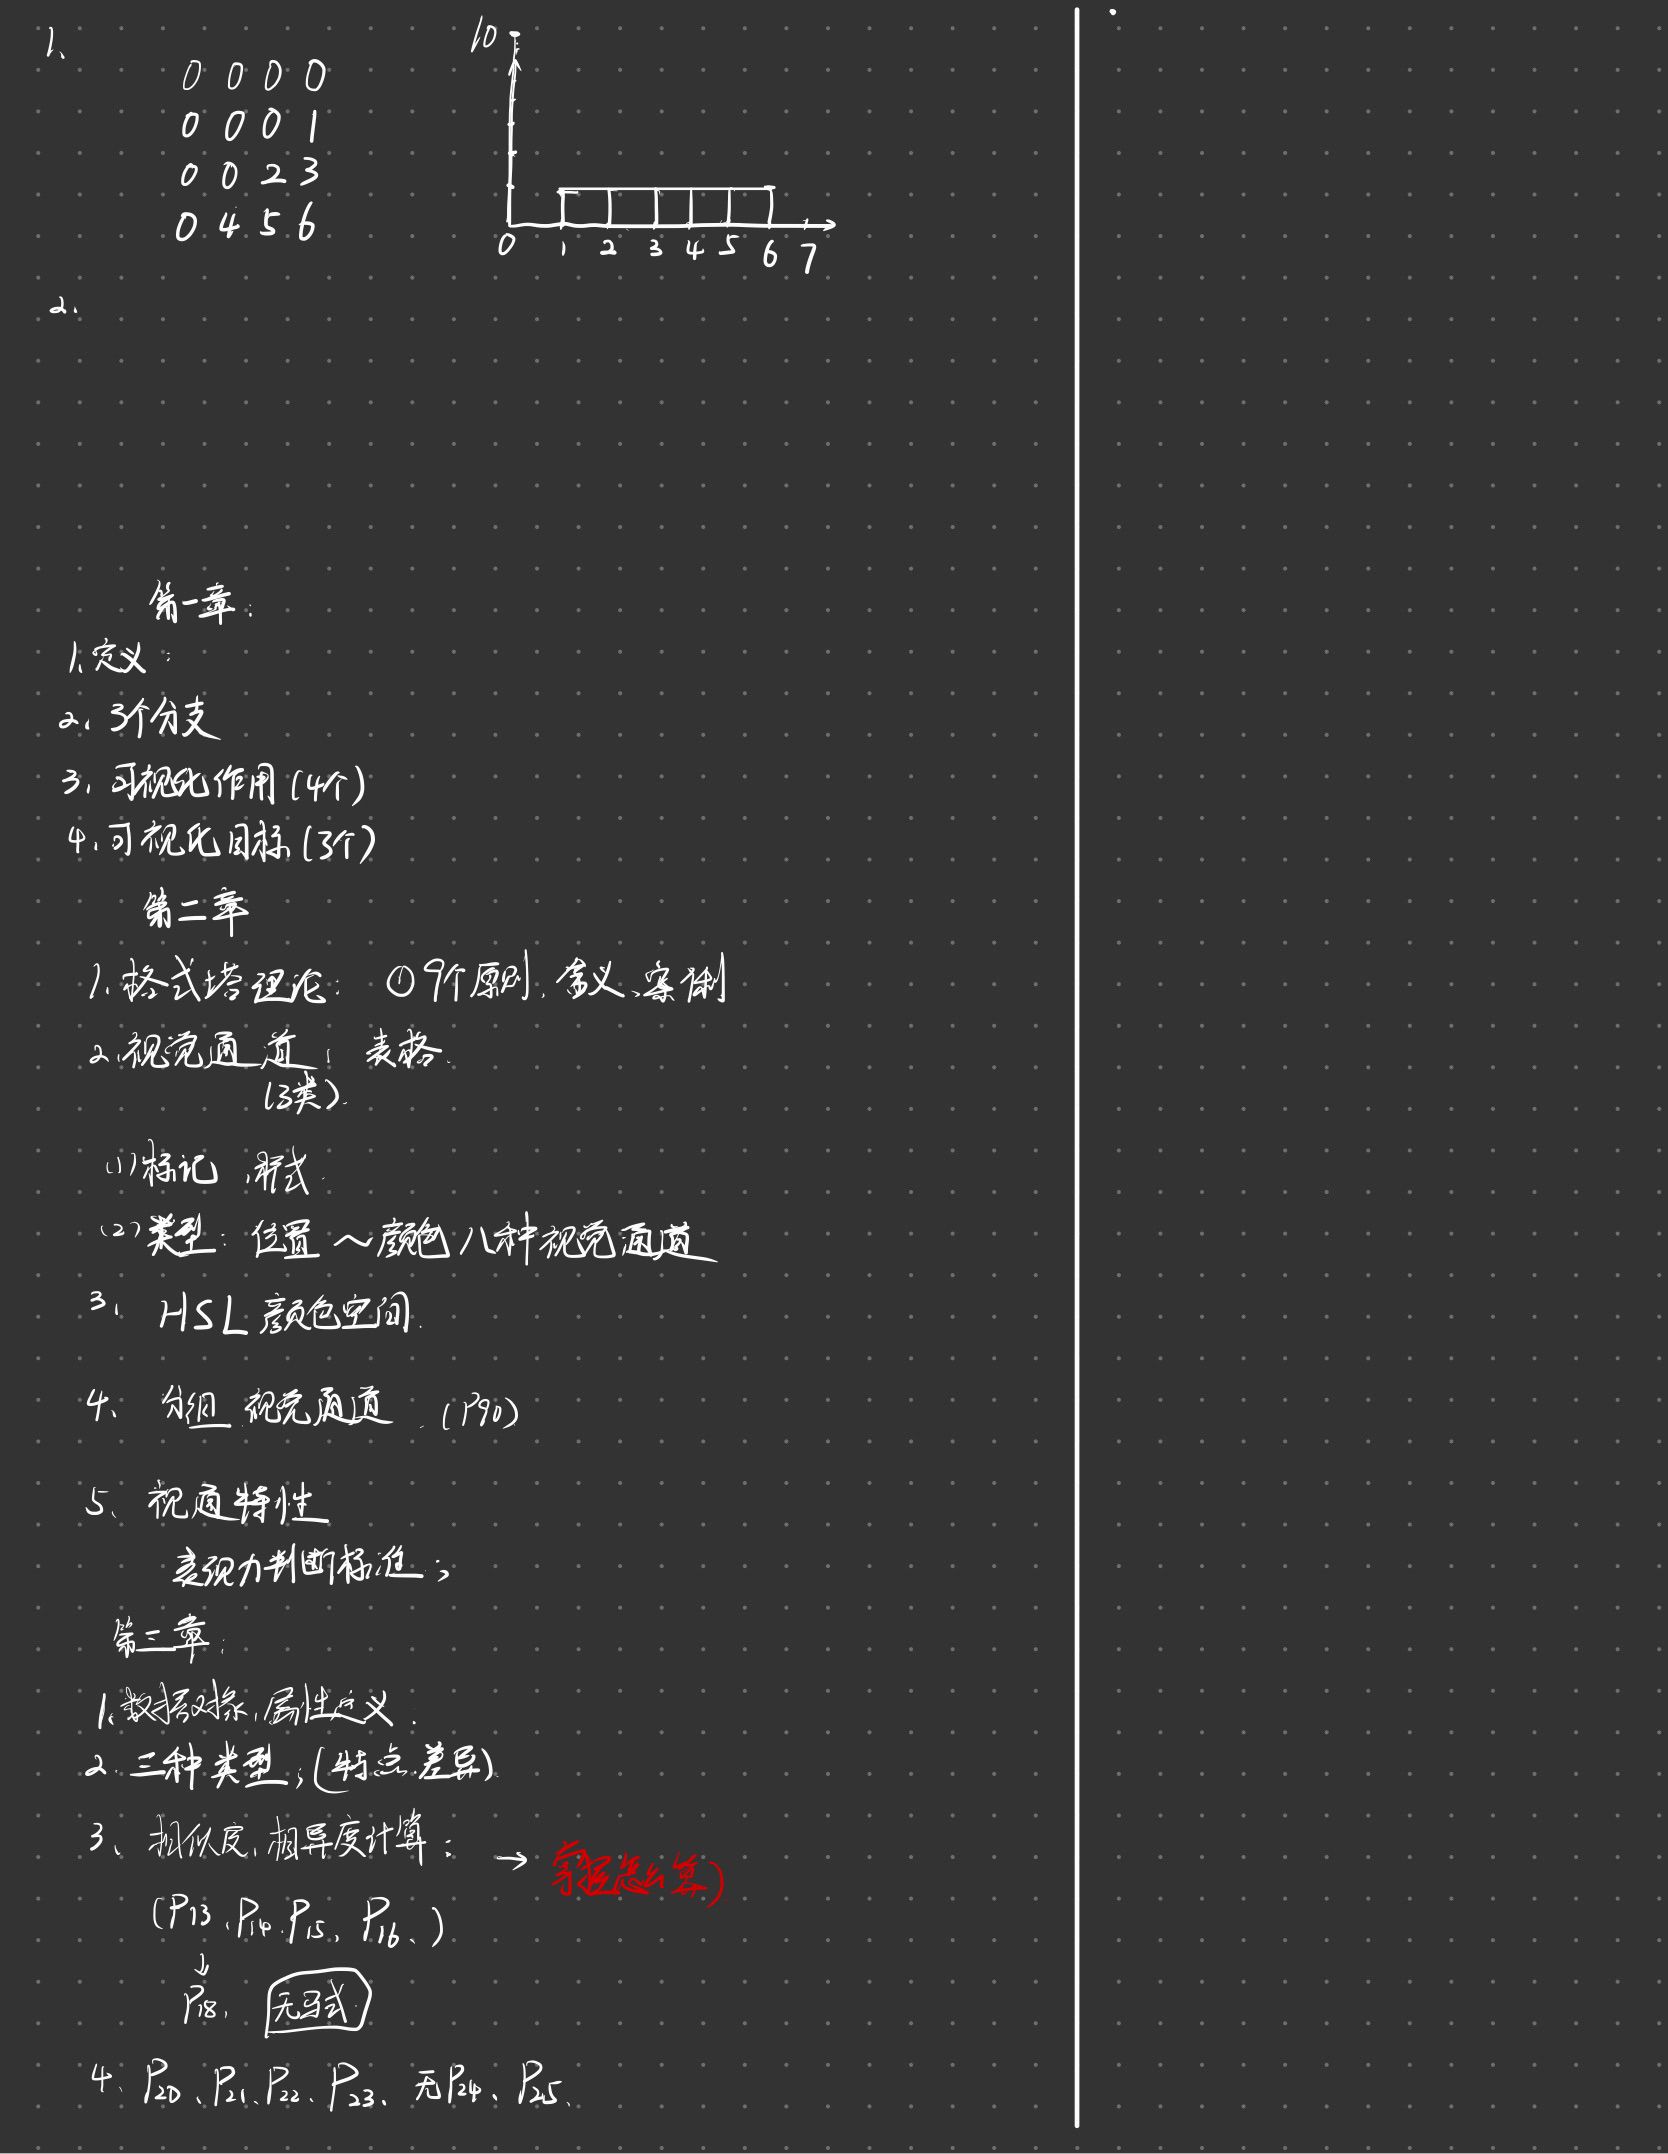 1、
0 0 0 0
0 0 0 1
0 0 2 3
0 4 5 6
10
0 1 2 3 4 5 6 7
2、
第一章:
1、定义:
2、3个分支
3、可视化作用(4个)
4、可视化目标(3个)
第二章
1、格式塔理论: ①9个原则、含义、案例
2、视觉通道: 表格
(3类)
(1)标记、形式
(2)类型: 位置~颜色八种视觉通道
3、HSL颜色空间
4、分组视觉通道 (P90)
5、视通特性
表现力判断标准;
第三章:
1、数据对象、属性定义
2、三种类型;(特点、差异)
3、相似度、相异度计算: → 掌握怎么算)
(P13、P14、P15、P16、)
↓
P18、 无马式
4、P20、P21、P22、P23、无P24、P25、